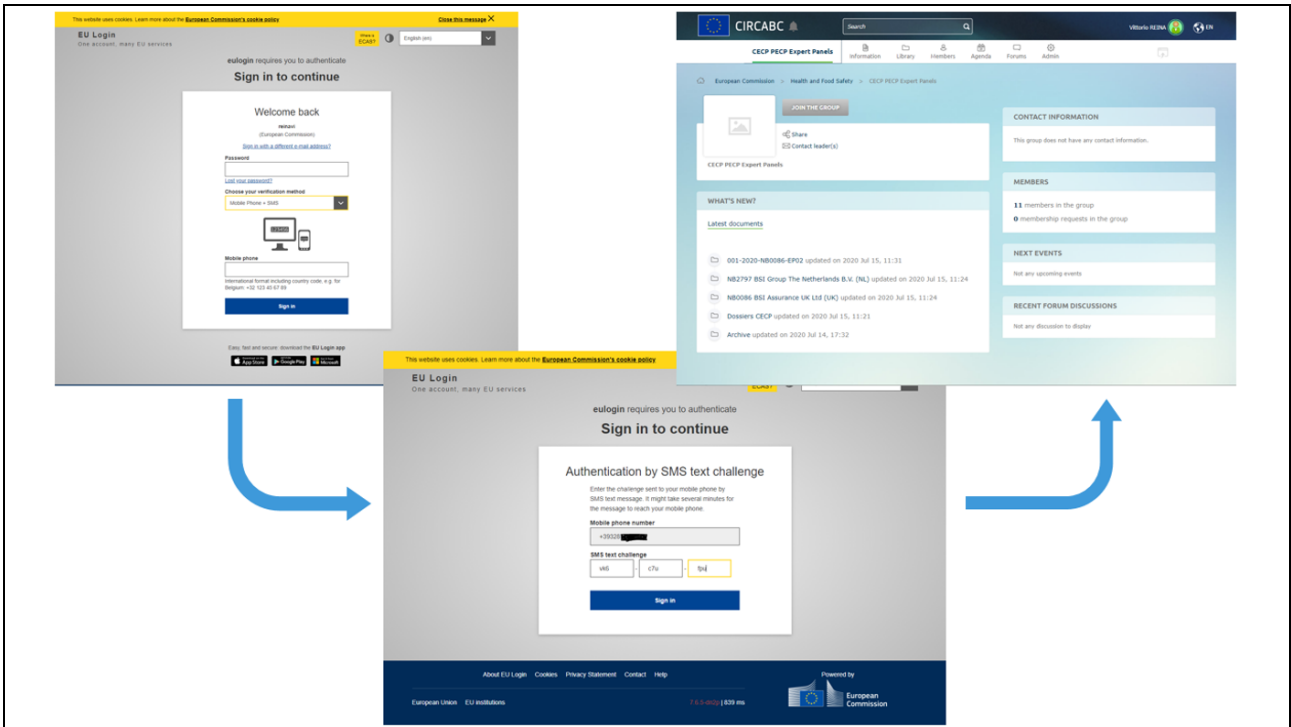 This website uses cookies. Learn more about the European Commission's cookie policy
Close this message X
EU Login
One account, many EU services
Where is ECAS?
English (en)
eulogin requires you to authenticate
Sign in to continue
Welcome back
(European Commission)
Sign in with a different e-mail address?
Password
Lost your password?
Choose your verification method
Mobile Phone + SMS
Mobile phone
International format including country code, e.g. for
Belgium: +32 123 45 67 89
Sign in
Easy, fast and secure: download the EU Login app
App Store
Google Play
Microsoft
CIRCABC
Search
Vittorio REINA
EN
CECP PECP Expert Panels
Information
Library
Members
Agenda
Forums
Admin
European Commission > Health and Food Safety > CECP PECP Expert Panels
JOIN THE GROUP
Share
Contact leader(s)
CECP PECP Expert Panels
WHAT'S NEW?
Latest documents
001-2020-NB0086-EP02 updated on 2020 Jul 15, 11:31
NB2797 BSI Group The Netherlands B.V. (NL) updated on 2020 Jul 15, 11:24
NB0086 BSI Assurance UK Ltd (UK) updated on 2020 Jul 15, 11:24
Dossiers CECP updated on 2020 Jul 15, 11:21
Archive updated on 2020 Jul 14, 17:32
CONTACT INFORMATION
This group does not have any contact information.
MEMBERS
11 members in the group
0 membership requests in the group
NEXT EVENTS
Not any upcoming events
RECENT FORUM DISCUSSIONS
Not any discussion to display
This website uses cookies. Learn more about the European Commission's cookie policy
EU Login
One account, many EU services
ECAS?
eulogin requires you to authenticate
Sign in to continue
Authentication by SMS text challenge
Enter the challenge sent to your mobile phone by
SMS text message. It might take several minutes for
the message to reach your mobile phone.
Mobile phone number
SMS text challenge
vk6 - c7u -
Sign in
About EU Login
Cookies
Privacy Statement
Contact
Help
Powered by
European Union
EU institutions
| 839 ms
European
Commission